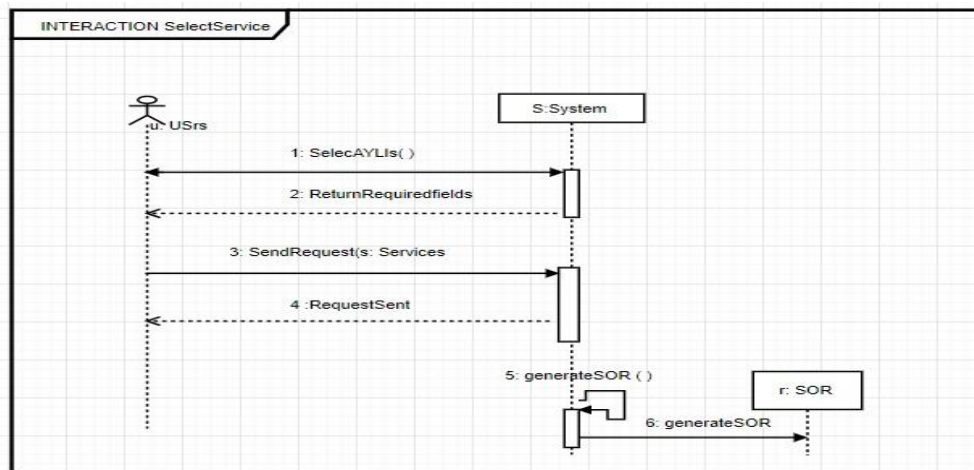 INTERACTION SelectService
S:System
u: USrs
1: SelecAYLIs( )
2: ReturnRequiredfields
3: SendRequest(s: Services
4 :RequestSent
5: generateSOR ( )
r: SOR
6: generateSOR